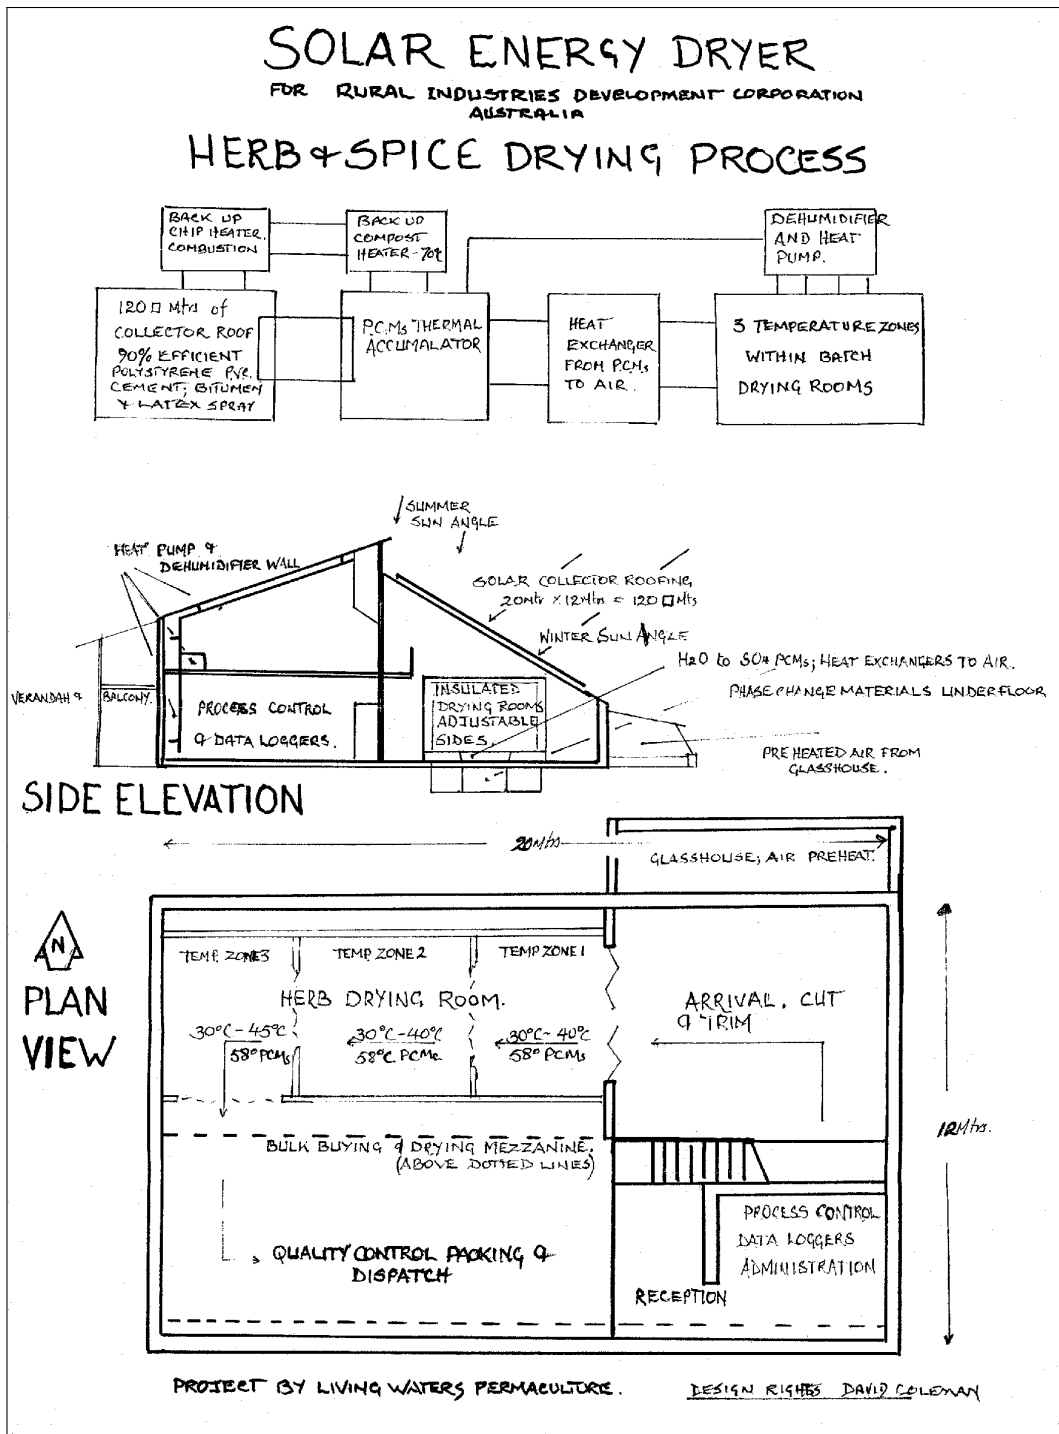 SOLAR ENERGY DRYER
FOR RURAL INDUSTRIES DEVELOPMENT CORPORATION
AUSTRALIA
HERB & SPICE DRYING PROCESS
BACK UP
CHIP HEATER.
COMBUSTION
BACK UP
COMPOST
HEATER-70°C
DEHUMIDIFIER
AND HEAT
PUMP.
120□ Mtrs of
COLLECTOR ROOF
90% EFFICIENT
POLYSTYRENE P.V.C.
CEMENT; BITUMEN
& LATEX SPRAY
P.C.Ms THERMAL
ACCUMALATOR
HEAT
EXCHANGER
FROM P.C.Ms
TO AIR.
3 TEMPERATURE ZONES
WITHIN BATCH
DRYING ROOMS
SUMMER
SUN ANGLE
HEAT PUMP &
DEHUMIDIFIER WALL
SOLAR COLLECTOR ROOFING
20Mtr × 12Mtrs = 120□Mts
WINTER SUN ANGLE
H2O to SO4 PCMs; HEAT EXCHANGERS TO AIR.
PHASE CHANGE MATERIALS UNDERFLOOR
VERANDAH &
BALCONY.
PROCESS CONTROL
& DATA LOGGERS.
INSULATED
DRYING ROOMS
ADJUSTABLE
SIDES.
PRE HEATED AIR FROM
GLASSHOUSE.
SIDE ELEVATION
20Mtrs
GLASSHOUSE; AIR PREHEAT.
N
PLAN
VIEW
TEMP. ZONE 3
TEMP. ZONE 2
TEMP ZONE 1
HERB DRYING ROOM.
30°C-45°C
58° PCMs
30°C-40°C
58°C PCMs
30°C-40°C
58° PCMs
ARRIVAL, CUT
& TRIM
12Mtrs.
BULK BUYING & DRYING MEZZANINE.
(ABOVE DOTTED LINES)
PROCESS CONTROL
DATA LOGGERS
ADMINISTRATION
QUALITY CONTROL PACKING &
DISPATCH
RECEPTION
PROJECT BY LIVING WATERS PERMACULTURE.
DESIGN RIGHTS DAVID COLEMAN